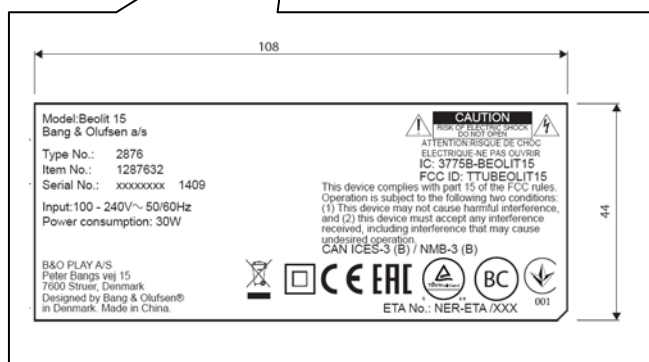 108
Model:Beolit 15
Bang & Olufsen a/s
Type No.: 2876
Item No.: 1287632
Serial No.: xxxxxxxx 1409
Input:100 - 240V~ 50/60Hz
Power consumption: 30W
B&O PLAY A/S
Peter Bangs vej 15
7600 Struer, Denmark
Designed by Bang & Olufsen®
in Denmark. Made in China.
CAUTION
RISK OF ELECTRIC SHOCK
DO NOT OPEN
ATTENTION:RISQUE DE CHOC
ELECTRIQUE-NE PAS OUVRIR
IC: 3775B-BEOLIT15
FCC ID: TTUBEOLIT15
This device complies with part 15 of the FCC rules.
Operation is subject to the following two conditions:
(1) This device may not cause harmful interference,
and (2) this device must accept any interference
received, including interference that may cause
undesired operation.
CAN ICES-3 (B) / NMB-3 (B)
CE EAC BC
001
ETA No.: NER-ETA /XXX
44